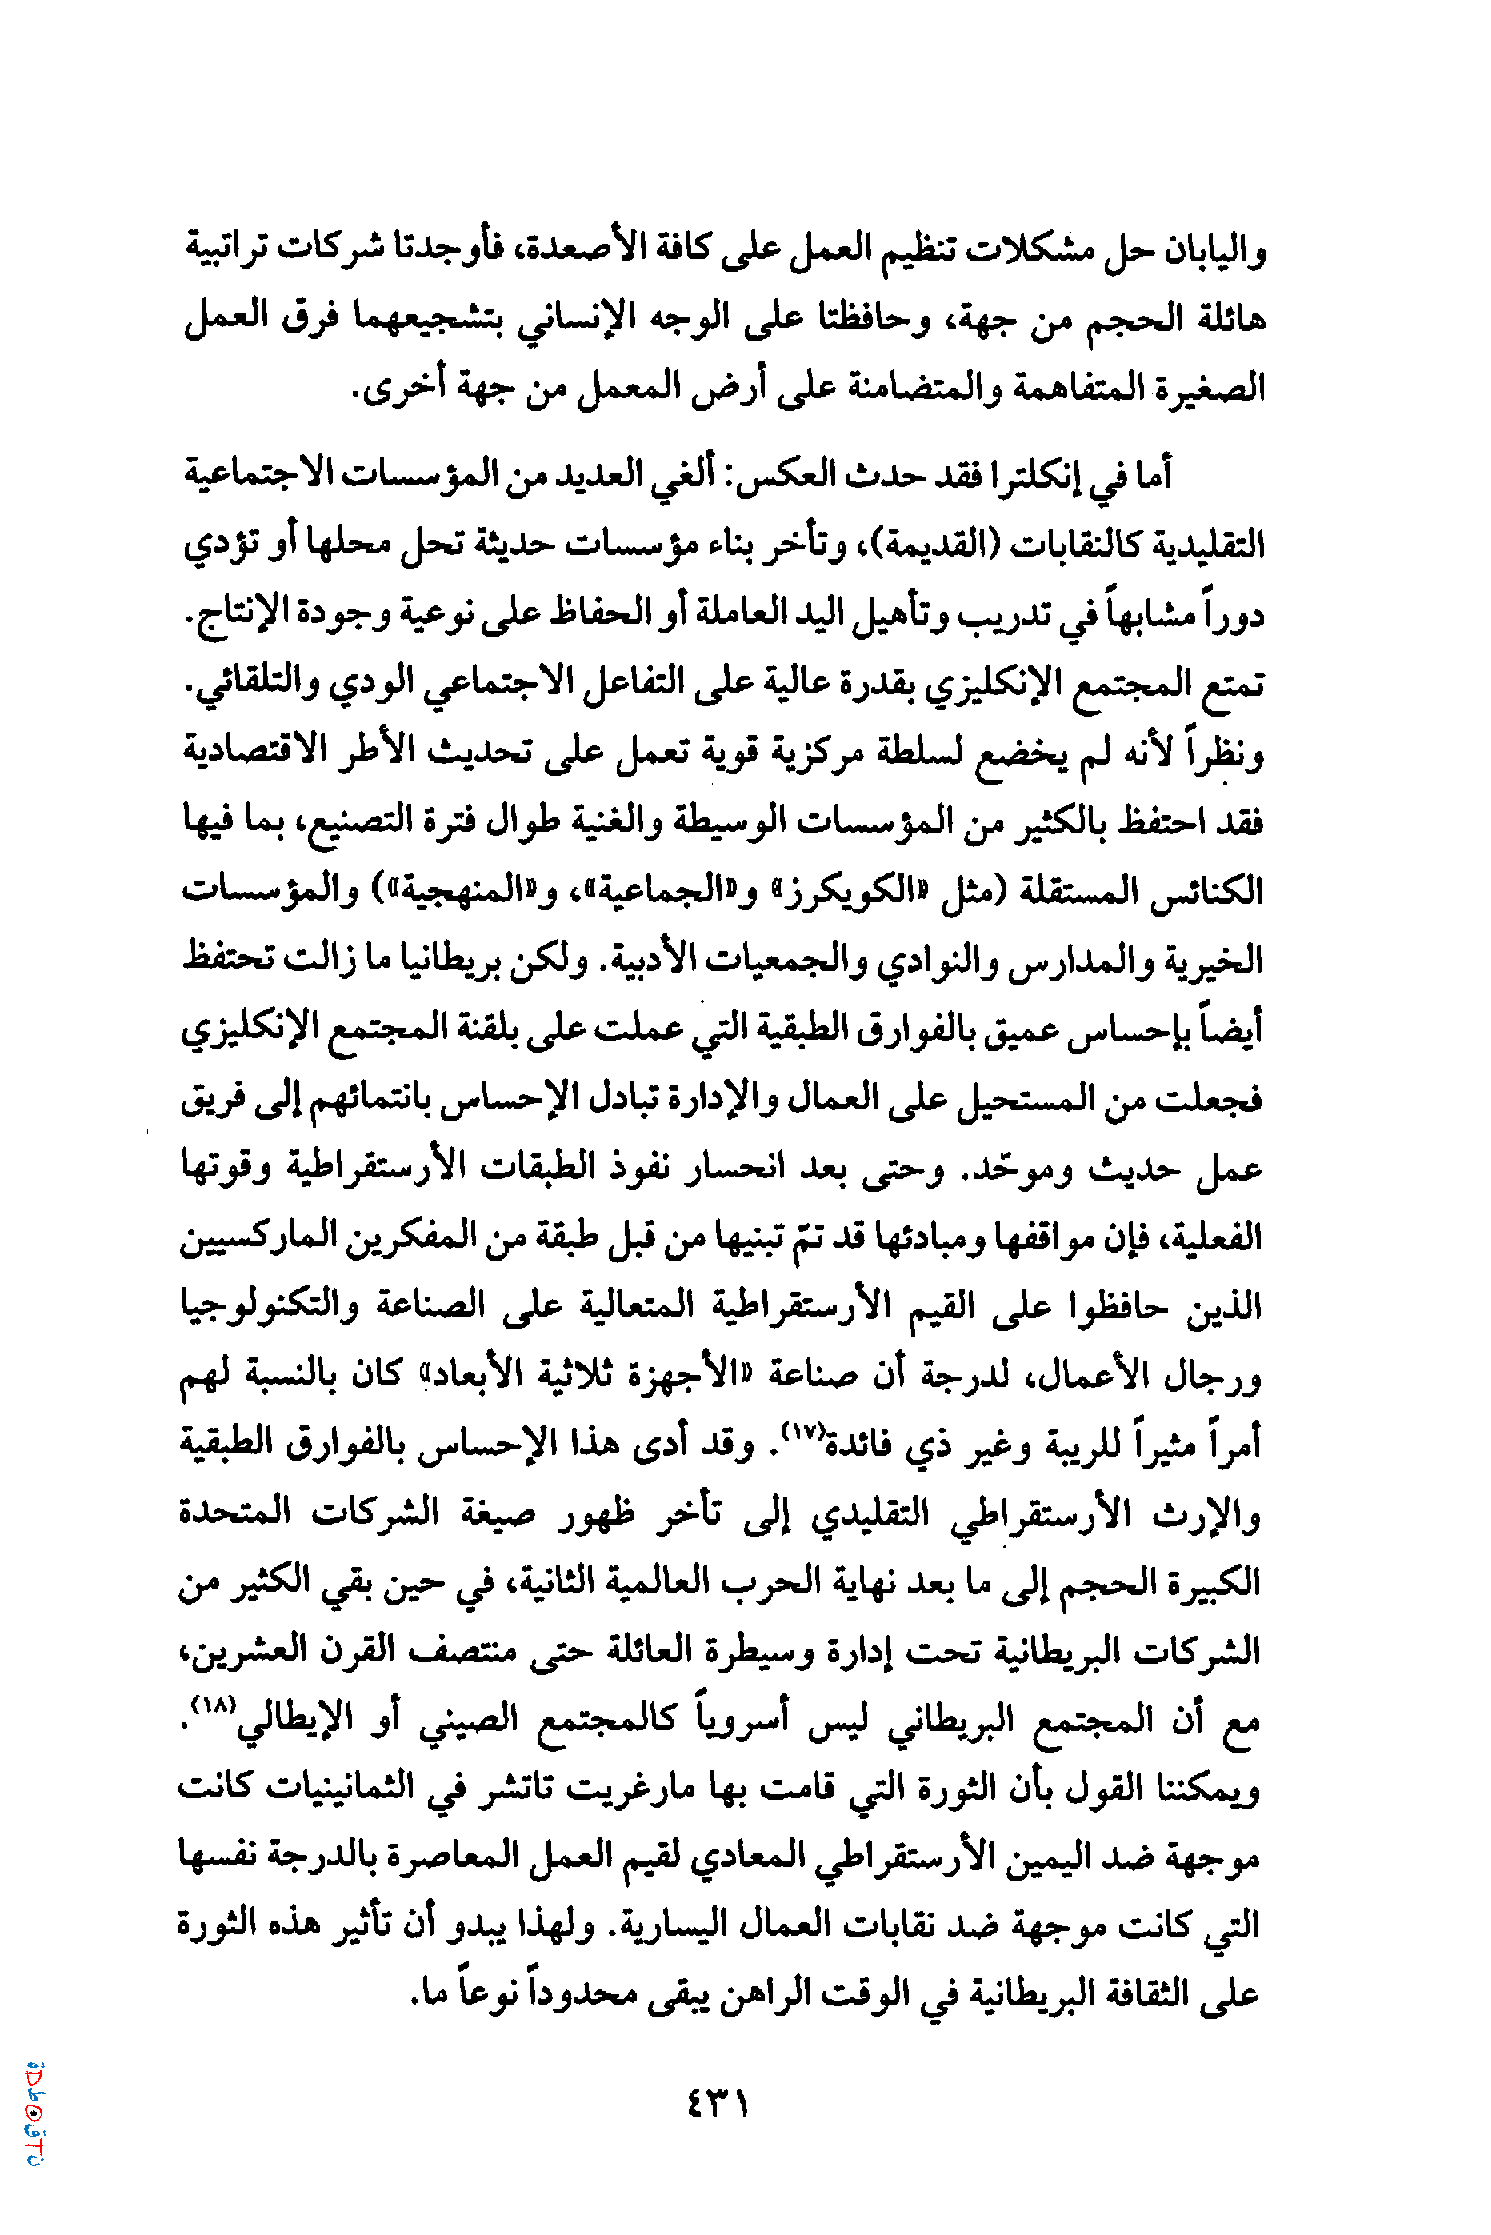 واليابان حل مشكلات تنظيم العمل على كافة الأصعدة، فأوجدتا شركات تراتبية
هائلة الحجم من جهة، وحافظتا على الوجه الإنساني بتشجيعهما فرق العمل
الصغيرة المتفاهمة والمتضامنة على أرض المعمل من جهة أخرى.
أما في إنكلترا فقد حدث العكس: ألغي العديد من المؤسسات الاجتماعية
التقليدية كالنقابات (القديمة)، وتأخر بناء مؤسسات حديثة تحل محلها أو تؤدي
دوراً مشابهاً في تدريب وتأهيل اليد العاملة أو الحفاظ على نوعية وجودة الإنتاج.
تمتع المجتمع الإنكليزي بقدرة عالية على التفاعل الاجتماعي الودي والتلقائي.
ونظراً لأنه لم يخضع لسلطة مركزية قوية تعمل على تحديث الأطر الاقتصادية
فقد احتفظ بالكثير من المؤسسات الوسيطة والغنية طوال فترة التصنيع، بما فيها
الكنائس المستقلة (مثل «الكويكرز» و«الجماعية»، و«المنهجية») والمؤسسات
الخيرية والمدارس والنوادي والجمعيات الأدبية. ولكن بريطانيا ما زالت تحتفظ
أيضاً بإحساس عميق بالفوارق الطبقية التي عملت على بلقنة المجتمع الإنكليزي
فجعلت من المستحيل على العمال والإدارة تبادل الإحساس بانتمائهم إلى فريق
عمل حديث وموحّد. وحتى بعد انحسار نفوذ الطبقات الأرستقراطية وقوتها
الفعلية، فإن مواقفها ومبادئها قد تمّ تبنيها من قبل طبقة من المفكرين الماركسيين
الذين حافظوا على القيم الأرستقراطية المتعالية على الصناعة والتكنولوجيا
ورجال الأعمال، لدرجة أن صناعة «الأجهزة ثلاثية الأبعاد» كان بالنسبة لهم
أمراً مثيراً للريبة وغير ذي فائدة(١٧). وقد أدى هذا الإحساس بالفوارق الطبقية
والإرث الأرستقراطي التقليدي إلى تأخر ظهور صيغة الشركات المتحدة
الكبيرة الحجم إلى ما بعد نهاية الحرب العالمية الثانية، في حين بقي الكثير من
الشركات البريطانية تحت إدارة وسيطرة العائلة حتى منتصف القرن العشرين،
مع أن المجتمع البريطاني ليس أسروياً كالمجتمع الصيني أو الإيطالي(١٨).
ويمكننا القول بأن الثورة التي قامت بها مارغريت تاتشر في الثمانينيات كانت
موجهة ضد اليمين الأرستقراطي المعادي لقيم العمل المعاصرة بالدرجة نفسها
التي كانت موجهة ضد نقابات العمال اليسارية. ولهذا يبدو أن تأثير هذه الثورة
على الثقافة البريطانية في الوقت الراهن يبقى محدوداً نوعاً ما.
٤٣١